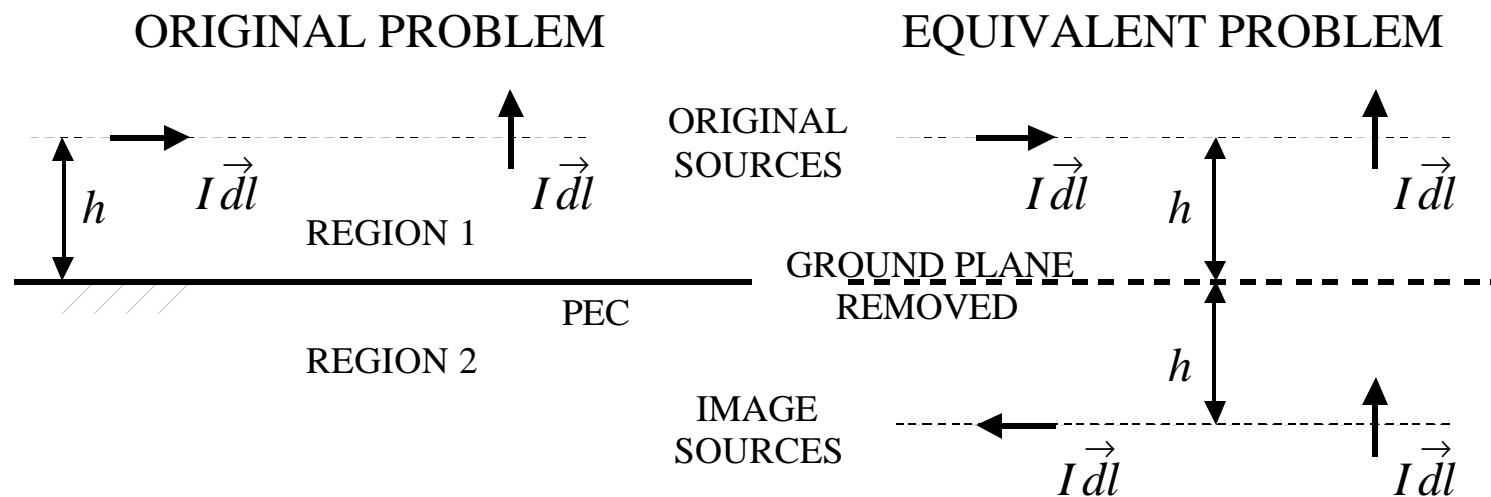 ORIGINAL PROBLEM
EQUIVALENT PROBLEM
I dl
I dl
h
REGION 1
PEC
REGION 2
ORIGINAL
SOURCES
I dl
I dl
h
GROUND PLANE
REMOVED
h
IMAGE
SOURCES
I dl
I dl